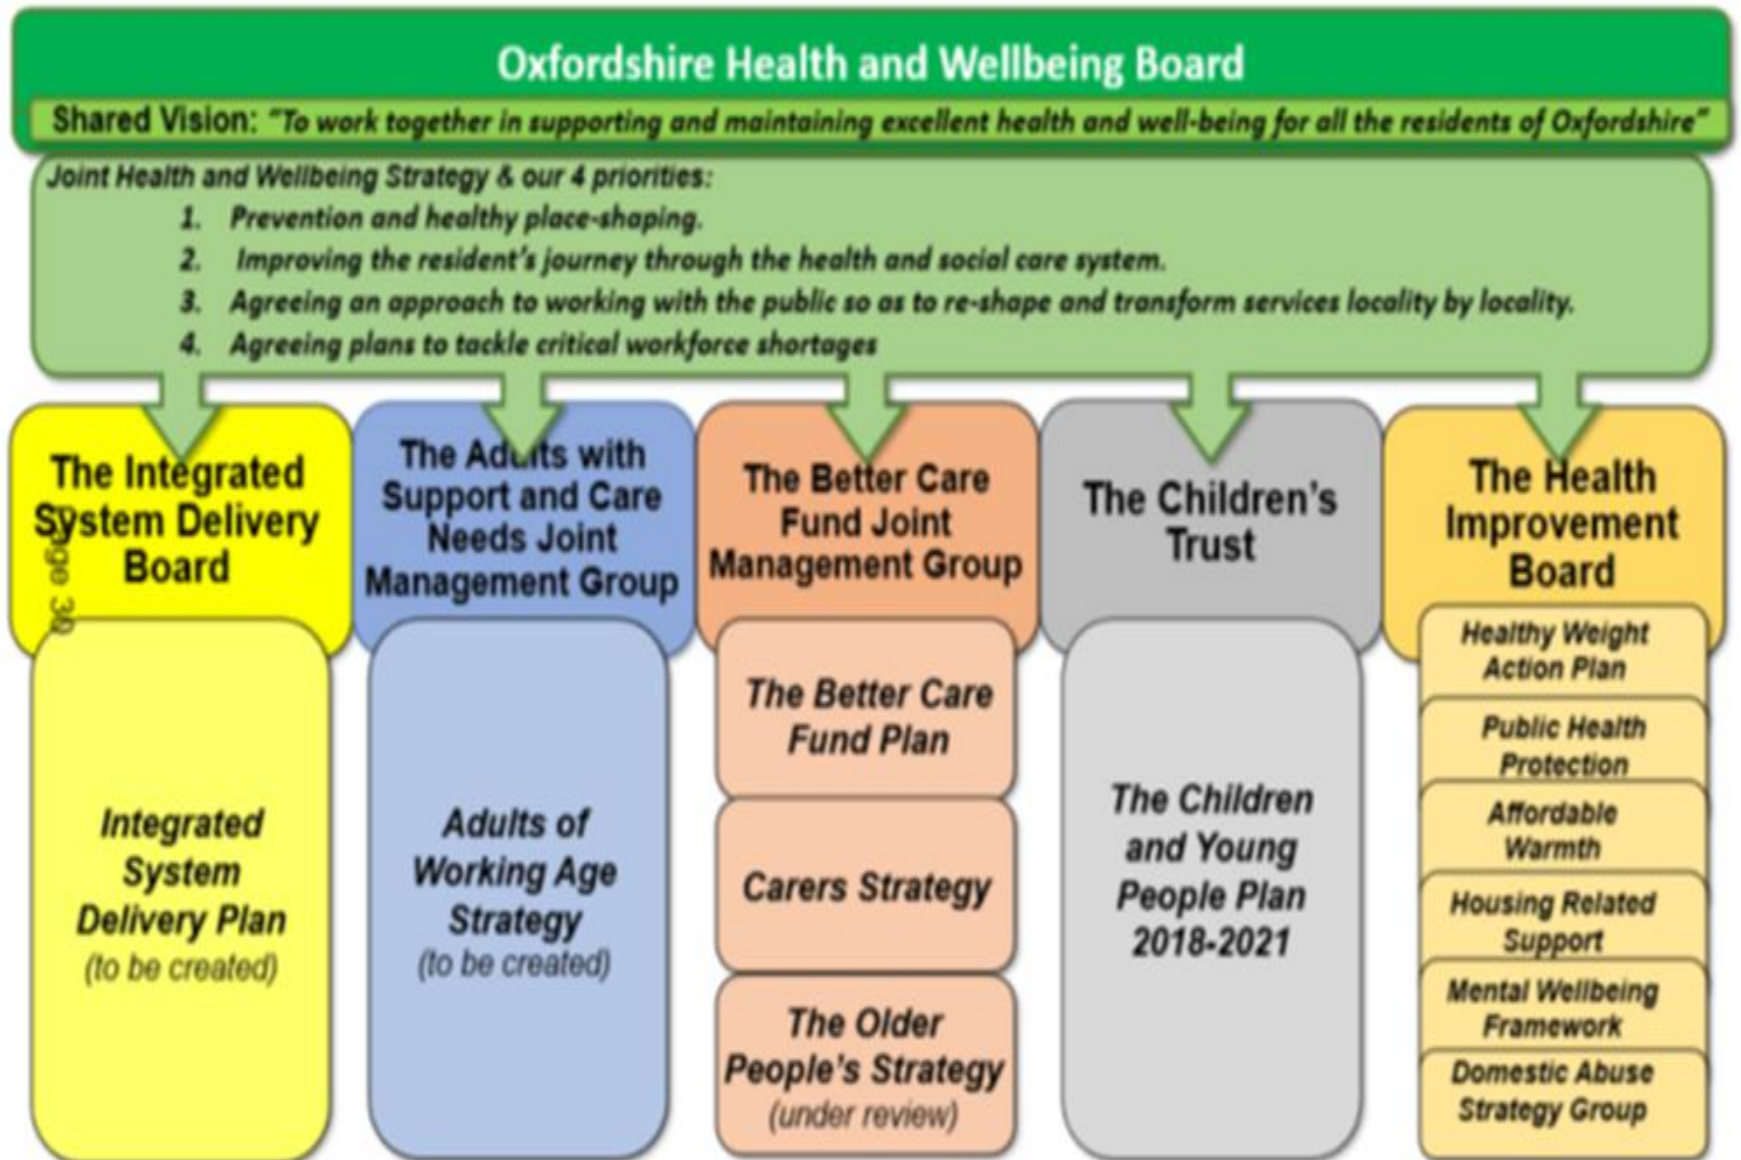 Oxfordshire Health and Wellbeing Board
Shared Vision: "To work together in supporting and maintaining excellent health and well-being for all the residents of Oxfordshire"
Joint Health and Wellbeing Strategy & our 4 priorities:
1. Prevention and healthy place-shaping.
2. Improving the resident's journey through the health and social care system.
3. Agreeing an approach to working with the public so as to re-shape and transform services locality by locality.
4. Agreeing plans to tackle critical workforce shortages
The Integrated
System Delivery
Board
Integrated
System
Delivery Plan
(to be created)
The Adults with
Support and Care
Needs Joint
Management Group
Adults of
Working Age
Strategy
(to be created)
The Better Care
Fund Joint
Management Group
The Better Care
Fund Plan
Carers Strategy
The Older
People's Strategy
(under review)
The Children's
Trust
The Children
and Young
People Plan
2018-2021
The Health
Improvement
Board
Healthy Weight
Action Plan
Public Health
Protection
Affordable
Warmth
Housing Related
Support
Mental Wellbeing
Framework
Domestic Abuse
Strategy Group